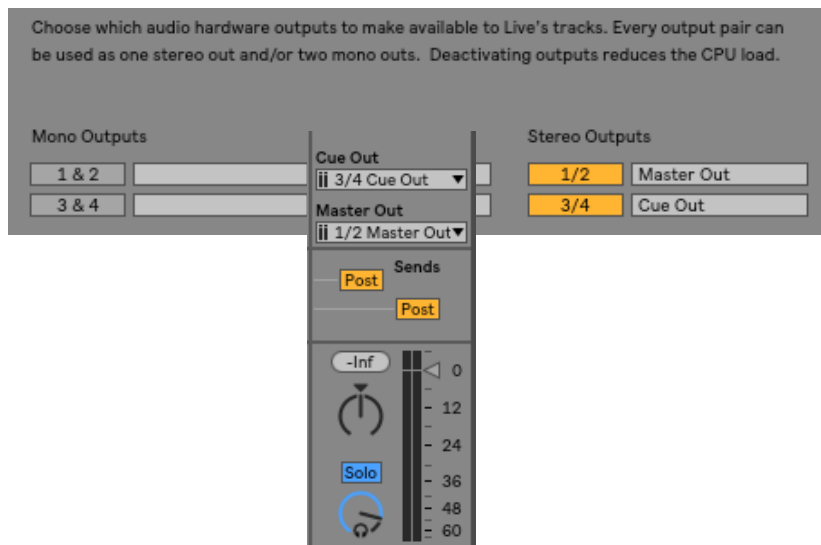 Choose which audio hardware outputs to make available to Live's tracks. Every output pair can
be used as one stereo out and/or two mono outs.  Deactivating outputs reduces the CPU load.
Mono Outputs
Stereo Outputs
1 & 2
1/2
Master Out
3 & 4
3/4
Cue Out
Cue Out
3/4 Cue Out
Master Out
1/2 Master Out
Sends
Post
Post
-Inf
0
12
24
Solo
36
48
60